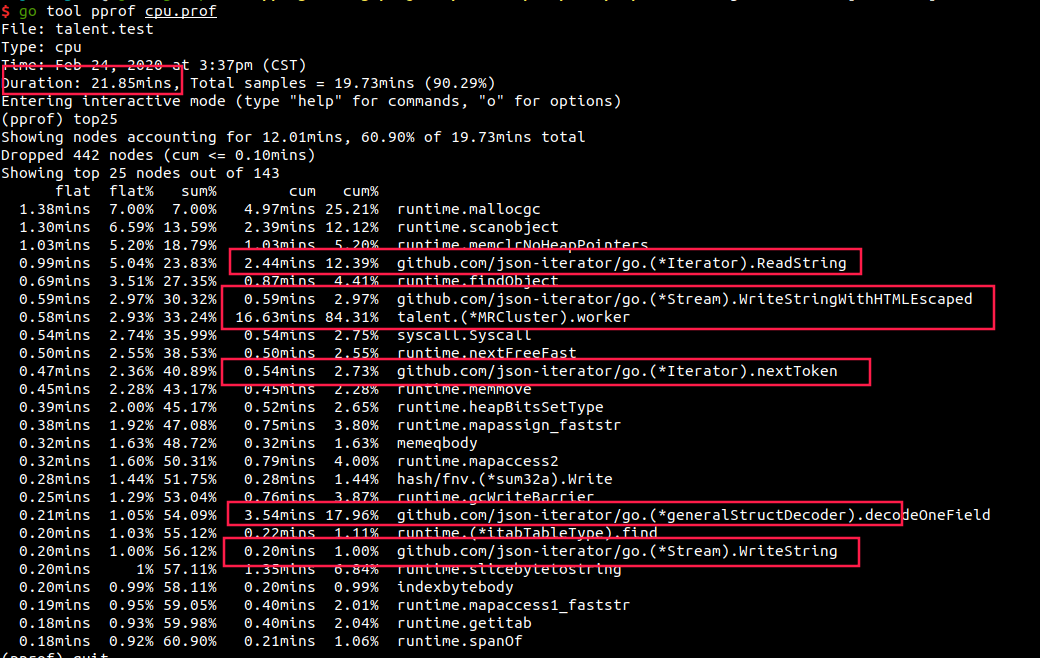 $ go tool pprof cpu.prof
File: talent.test
Type: cpu
Time: Feb 24, 2020 at 3:37pm (CST)
Duration: 21.85mins, Total samples = 19.73mins (90.29%)
Entering interactive mode (type "help" for commands, "o" for options)
(pprof) top25
Showing nodes accounting for 12.01mins, 60.90% of 19.73mins total
Dropped 442 nodes (cum <= 0.10mins)
Showing top 25 nodes out of 143
flat flat% sum% cum cum%
1.38mins 7.00% 7.00% 4.97mins 25.21% runtime.mallocgc
1.30mins 6.59% 13.59% 2.39mins 12.12% runtime.scanobject
1.03mins 5.20% 18.79% 1.03mins 5.20% runtime.memclrNoHeapPointers
0.99mins 5.04% 23.83% 2.44mins 12.39% github.com/json-iterator/go.(*Iterator).ReadString
0.69mins 3.51% 27.35% 0.87mins 4.41% runtime.findObject
0.59mins 2.97% 30.32% 0.59mins 2.97% github.com/json-iterator/go.(*Stream).WriteStringWithHTMLEscaped
0.58mins 2.93% 33.24% 16.63mins 84.31% talent.(*MRCluster).worker
0.54mins 2.74% 35.99% 0.54mins 2.75% syscall.Syscall
0.50mins 2.55% 38.53% 0.50mins 2.55% runtime.nextFreeFast
0.47mins 2.36% 40.89% 0.54mins 2.73% github.com/json-iterator/go.(*Iterator).nextToken
0.45mins 2.28% 43.17% 0.45mins 2.28% runtime.memmove
0.39mins 2.00% 45.17% 0.52mins 2.65% runtime.heapBitsSetType
0.38mins 1.92% 47.08% 0.75mins 3.80% runtime.mapassign_faststr
0.32mins 1.63% 48.72% 0.32mins 1.63% memeqbody
0.32mins 1.60% 50.31% 0.79mins 4.00% runtime.mapaccess2
0.28mins 1.44% 51.75% 0.28mins 1.44% hash/fnv.(*sum32a).Write
0.25mins 1.29% 53.04% 0.76mins 3.87% runtime.gcWriteBarrier
0.21mins 1.05% 54.09% 3.54mins 17.96% github.com/json-iterator/go.(*generalStructDecoder).decodeOneField
0.20mins 1.03% 55.12% 0.22mins 1.11% runtime.(*itabTableType).find
0.20mins 1.00% 56.12% 0.20mins 1.00% github.com/json-iterator/go.(*Stream).WriteString
0.20mins 1% 57.11% 1.35mins 6.84% runtime.slicebytetostring
0.20mins 0.99% 58.11% 0.20mins 0.99% indexbytebody
0.19mins 0.95% 59.05% 0.40mins 2.01% runtime.mapaccess1_faststr
0.18mins 0.93% 59.98% 0.40mins 2.04% runtime.getitab
0.18mins 0.92% 60.90% 0.21mins 1.06% runtime.spanOf
(pprof) quit